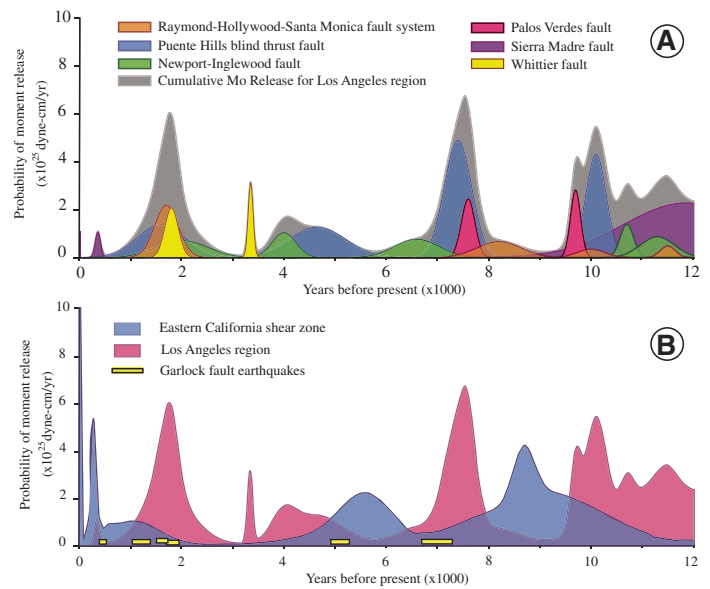 10
8
6
4
2
0
Probability of moment release
(x10²⁵ dyne-cm/yr)
Raymond-Hollywood-Santa Monica fault system
Puente Hills blind thrust fault
Newport-Inglewood fault
Cumulative Mo Release for Los Angeles region
Palos Verdes fault
Sierra Madre fault
Whittier fault
A
0 2 4 6 8 10 12
Years before present (x1000)
10
8
6
4
2
0
Probability of moment release
(x10²⁵dyne-cm/yr)
Eastern California shear zone
Los Angeles region
Garlock fault earthquakes
B
0 2 4 6 8 10 12
Years before present (x1000)